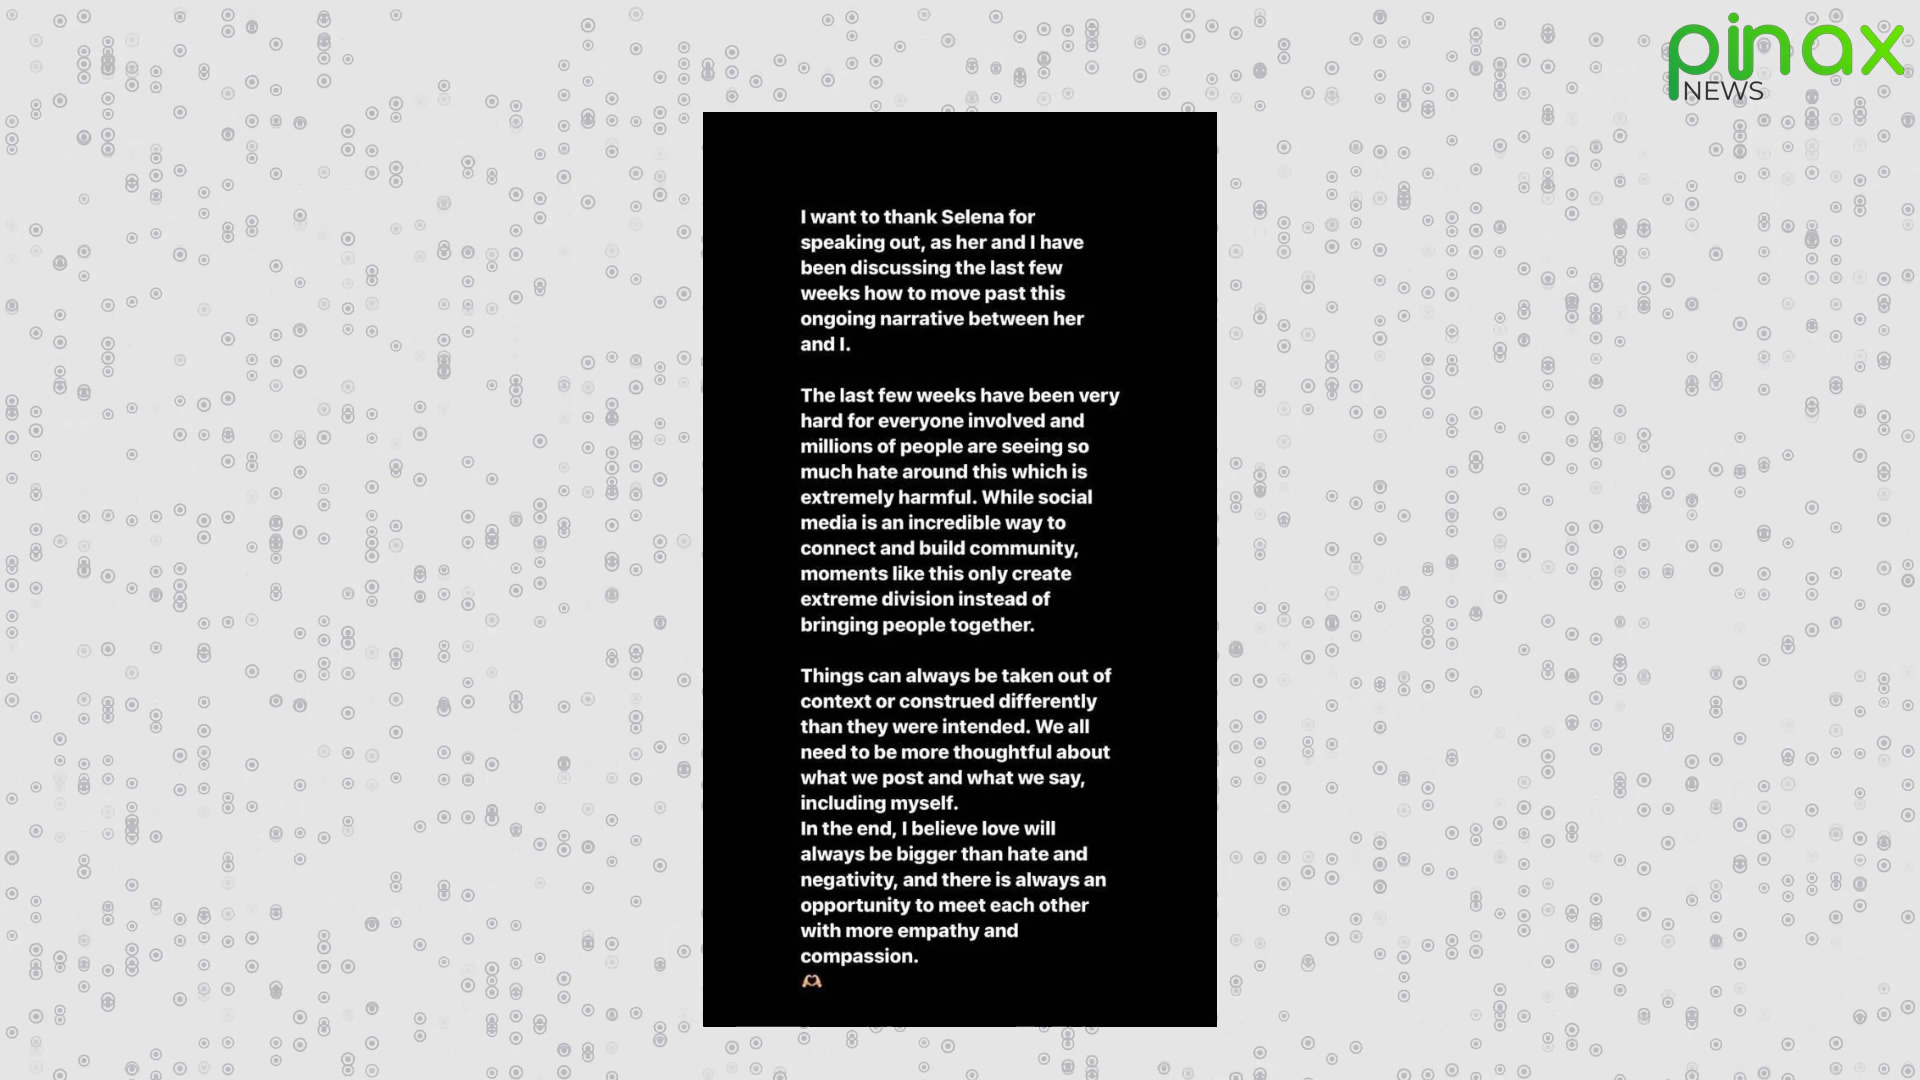 pinax
NEWS
I want to thank Selena for
speaking out, as her and I have
been discussing the last few
weeks how to move past this
ongoing narrative between her
and I.
The last few weeks have been very
hard for everyone involved and
millions of people are seeing so
much hate around this which is
extremely harmful. While social
media is an incredible way to
connect and build community,
moments like this only create
extreme division instead of
bringing people together.
Things can always be taken out of
context or construed differently
than they were intended. We all
need to be more thoughtful about
what we post and what we say,
including myself.
In the end, I believe love will
always be bigger than hate and
negativity, and there is always an
opportunity to meet each other
with more empathy and
compassion.
🫶🏼